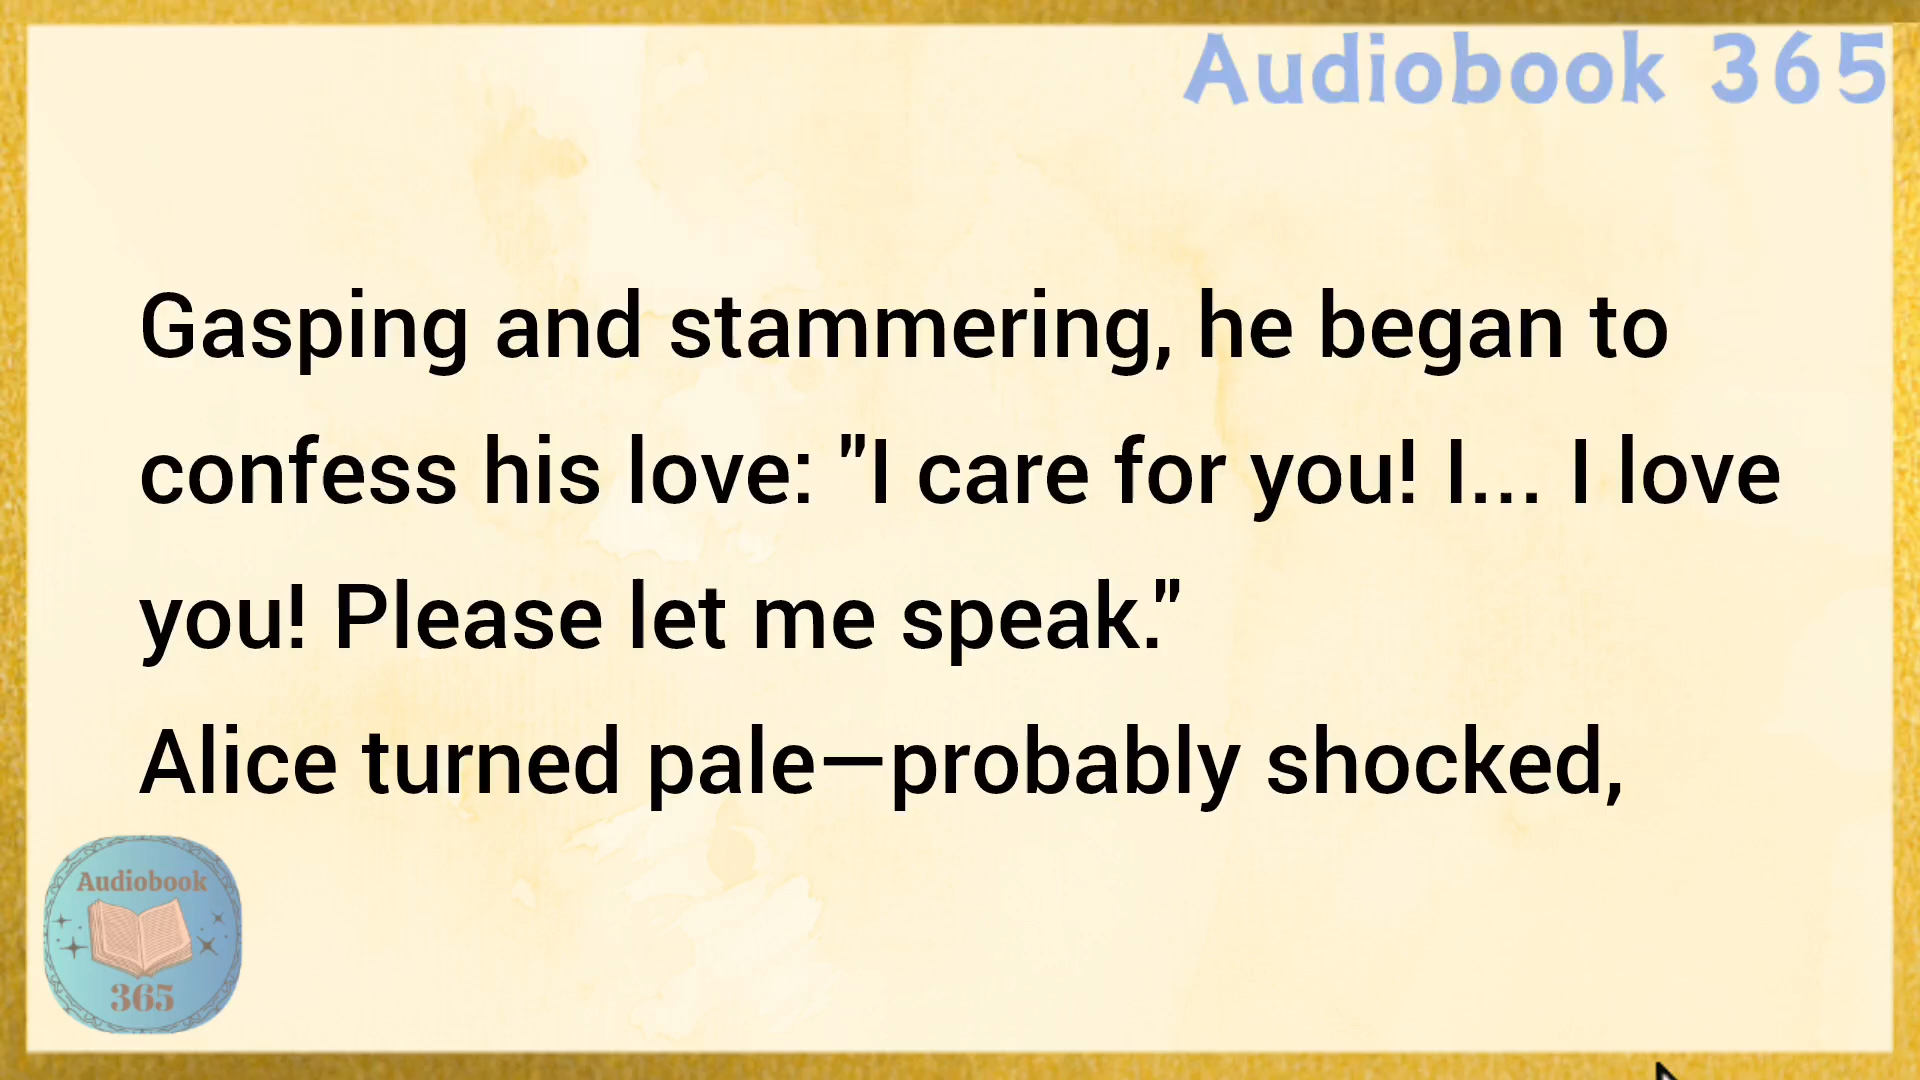 Audiobook 365
Gasping and stammering, he began to
confess his love: "I care for you! I... I love
you! Please let me speak."
Alice turned pale—probably shocked,
Audiobook
365